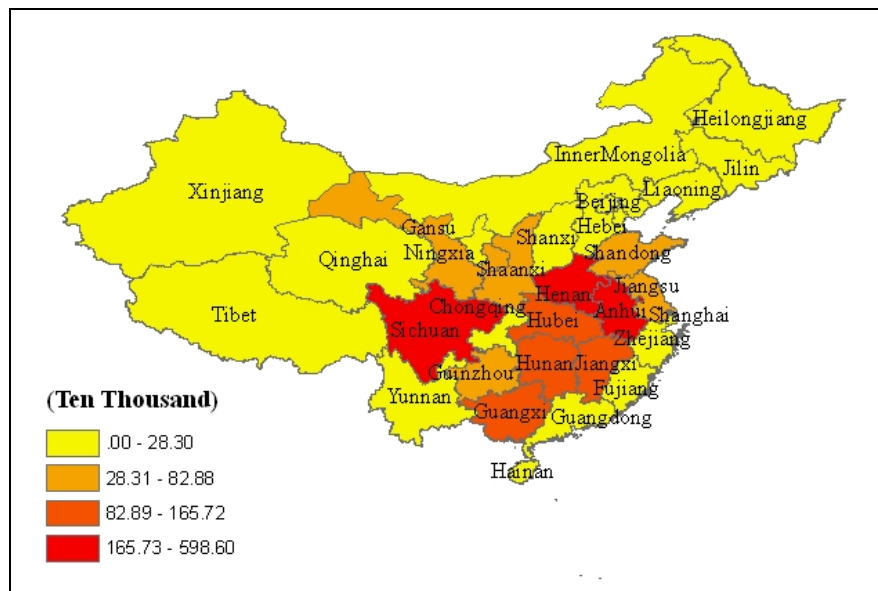 Heilongjiang
InnerMongolia
Jilin
Xinjiang
Liaoning
Beijing
Hebei
Gansu
Shanxi
Ningxia
Shandong
Qinghai
Shaanxi
Jiangsu
Henan
Chongqing
Tibet
Anhui
Shanghai
Hubei
Sichuan
Zhejiang
Hunan
Jiangxi
Guinzhou
Fujiang
Yunnan
(Ten Thousand)
Guangxi
Guangdong
.00 - 28.30
Hainan
28.31 - 82.88
82.89 - 165.72
165.73 - 598.60